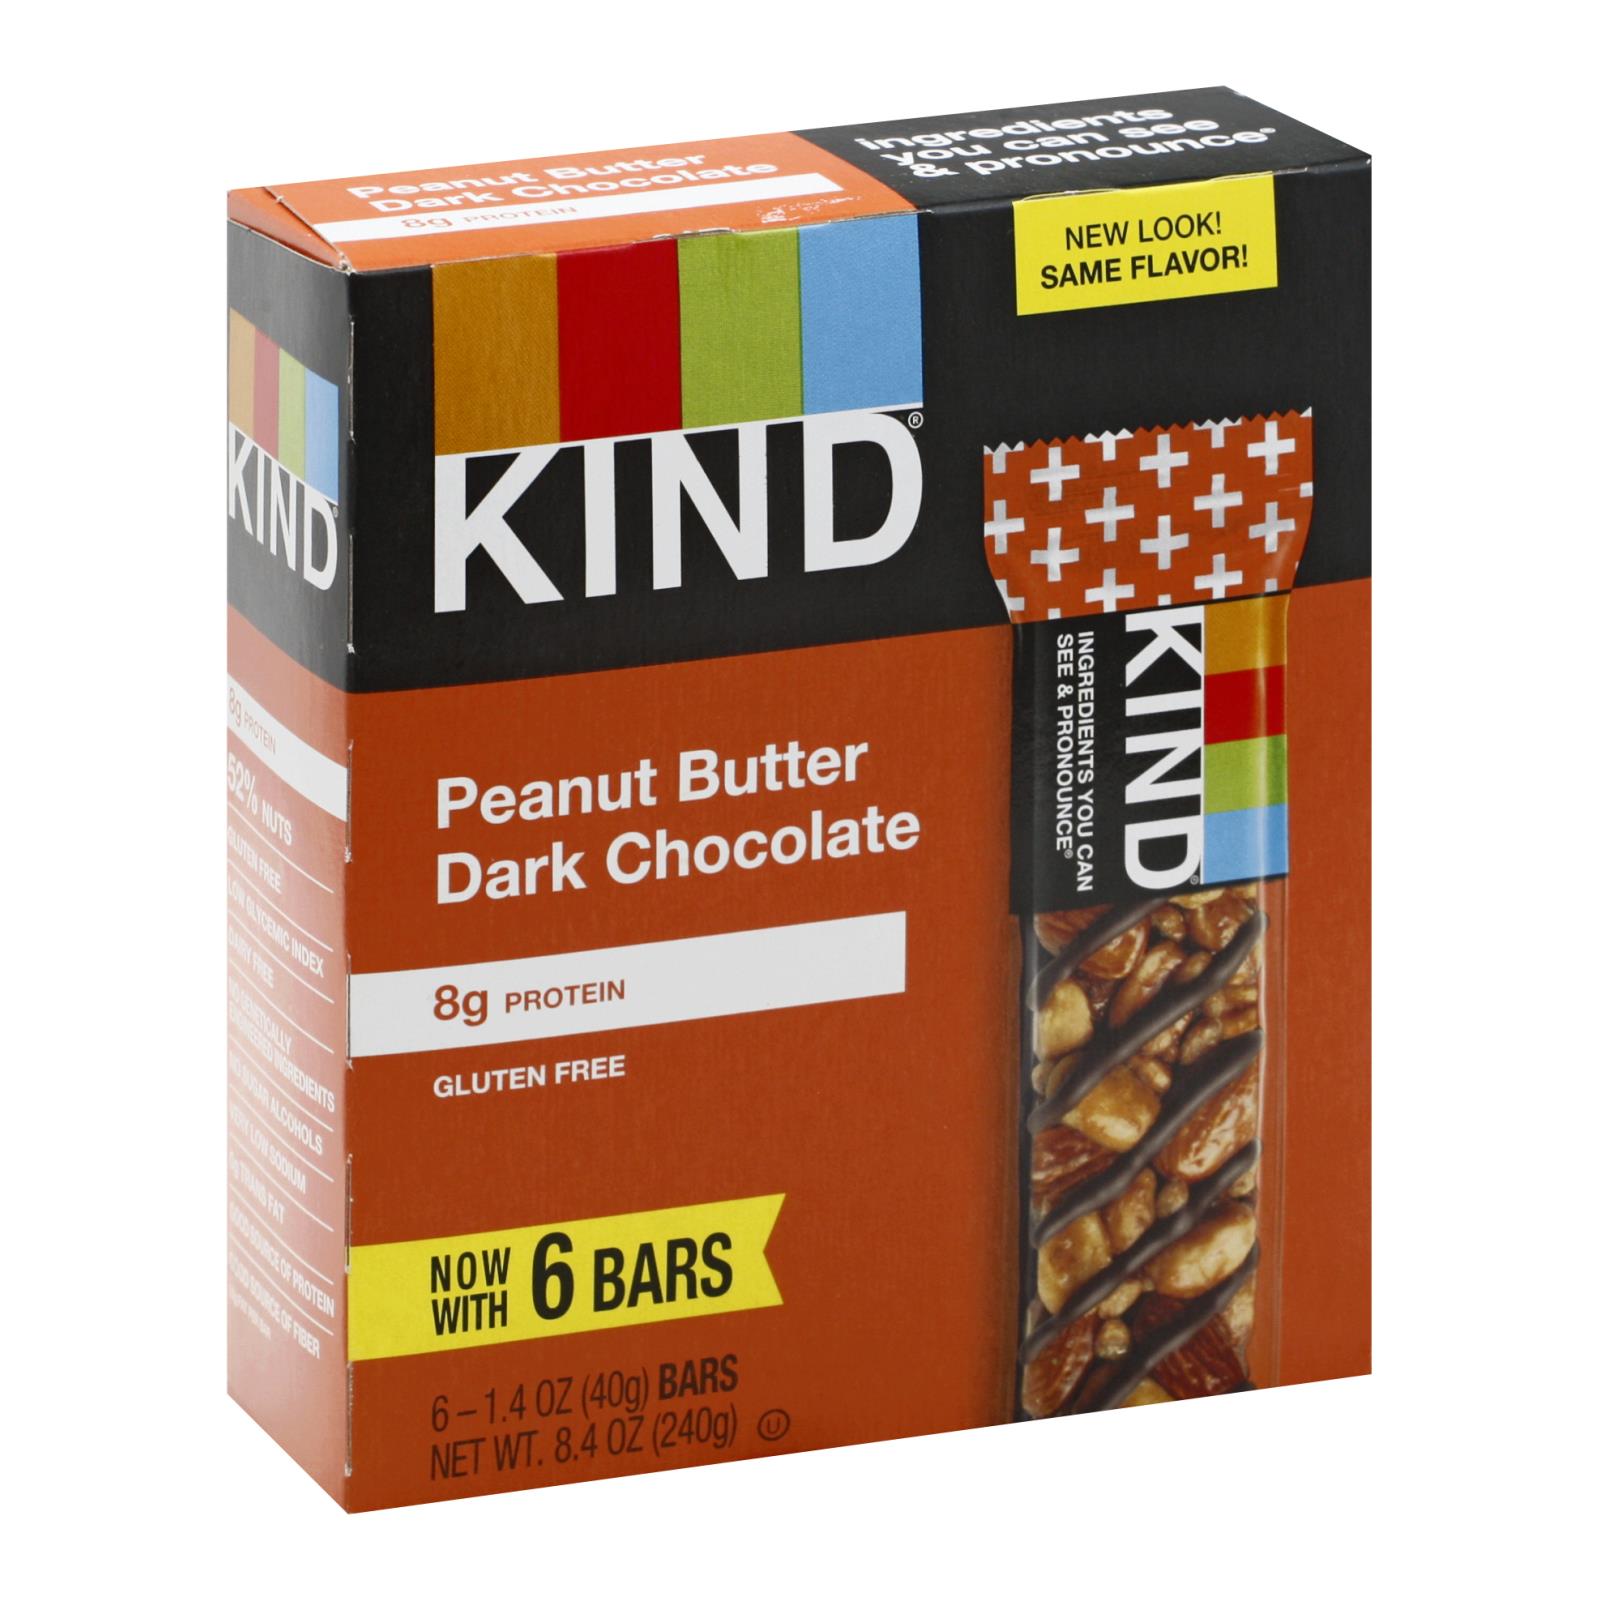 Peanut Butter
Dark Chocolate
8g PROTEIN
ingredients
you can see
& pronounce®
NEW LOOK!
SAME FLAVOR!
KIND®
Peanut Butter
Dark Chocolate
8g PROTEIN
GLUTEN FREE
NOW
WITH 6 BARS
6–1.4 OZ (40g) BARS
NET WT. 8.4 OZ (240g) U
KIND®
INGREDIENTS YOU CAN
SEE & PRONOUNCE®
KIND®
8g PROTEIN
52% NUTS
GLUTEN FREE
LOW GLYCEMIC INDEX
DAIRY FREE
NO GENETICALLY
ENGINEERED INGREDIENTS
NO SUGAR ALCOHOLS
VERY LOW SODIUM
0g TRANS FAT
GOOD SOURCE OF PROTEIN
GOOD SOURCE OF FIBER